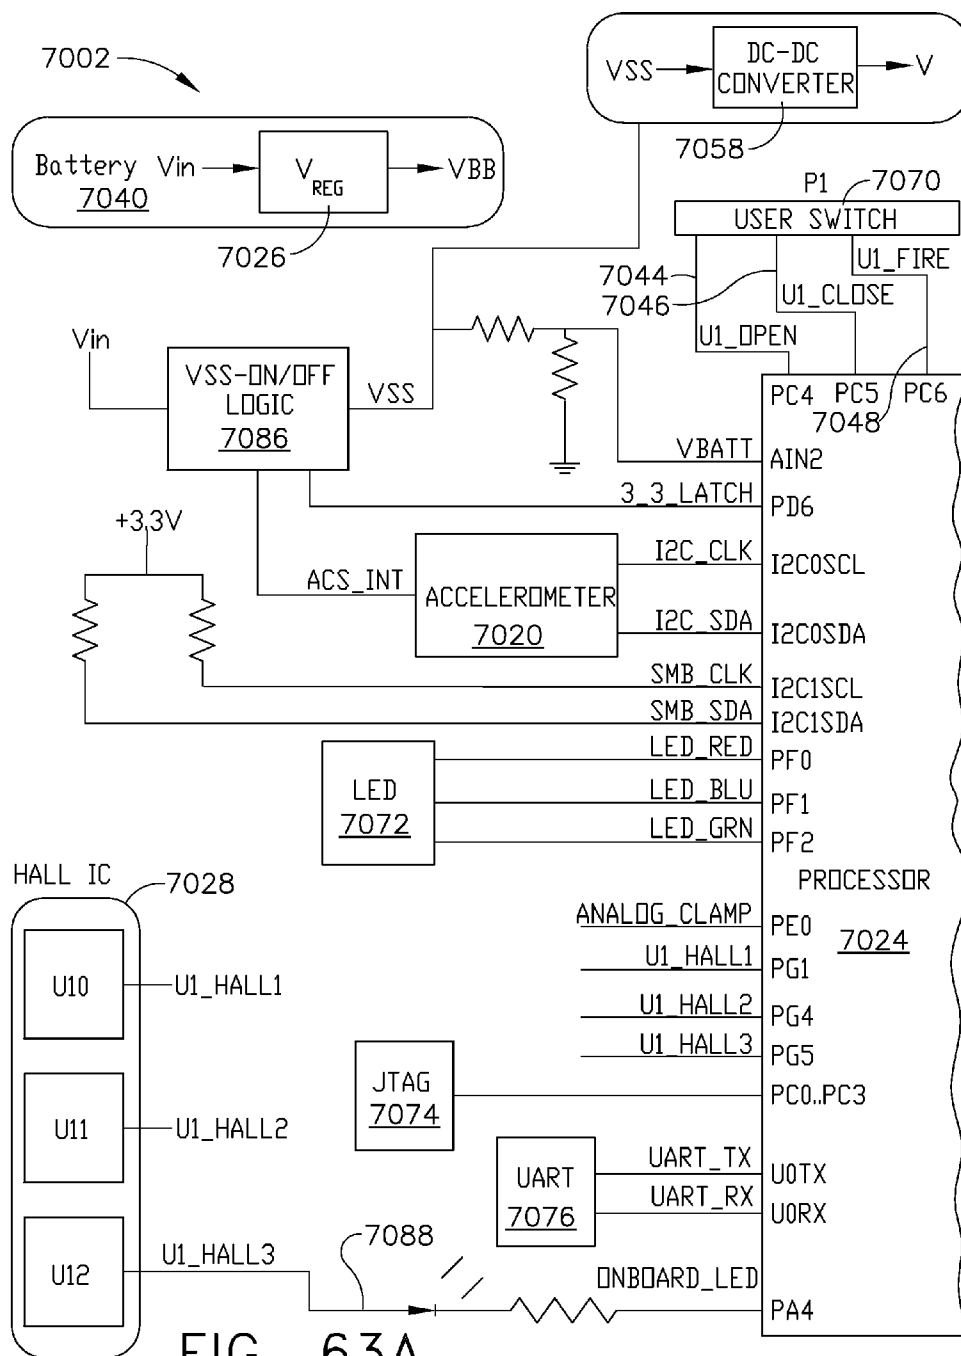 7002
VSS
DC-DC
CONVERTER
V
7058
Battery
7040
Vin
V
REG
VBB
7026
P1
7070
USER SWITCH
7044
7046
U1_FIRE
U1_CLOSE
U1_OPEN
Vin
VSS-ON/OFF
LOGIC
7086
VSS
PC4
PC5
PC6
7048
VBATT
AIN2
3_3_LATCH
PD6
+3.3V
ACS_INT
ACCELEROMETER
7020
I2C_CLK
I2C0SCL
I2C_SDA
I2C0SDA
SMB_CLK
I2C1SCL
SMB_SDA
I2C1SDA
LED
7072
LED_RED
PF0
LED_BLU
PF1
LED_GRN
PF2
PROCESSOR
7024
HALL IC
7028
ANALOG_CLAMP
PE0
U10
U1_HALL1
U1_HALL1
PG1
U1_HALL2
PG4
U1_HALL3
PG5
JTAG
7074
PC0..PC3
U11
U1_HALL2
UART
7076
UART_TX
U0TX
UART_RX
U0RX
U12
U1_HALL3
7088
ONBOARD_LED
PA4
FIG. 63A